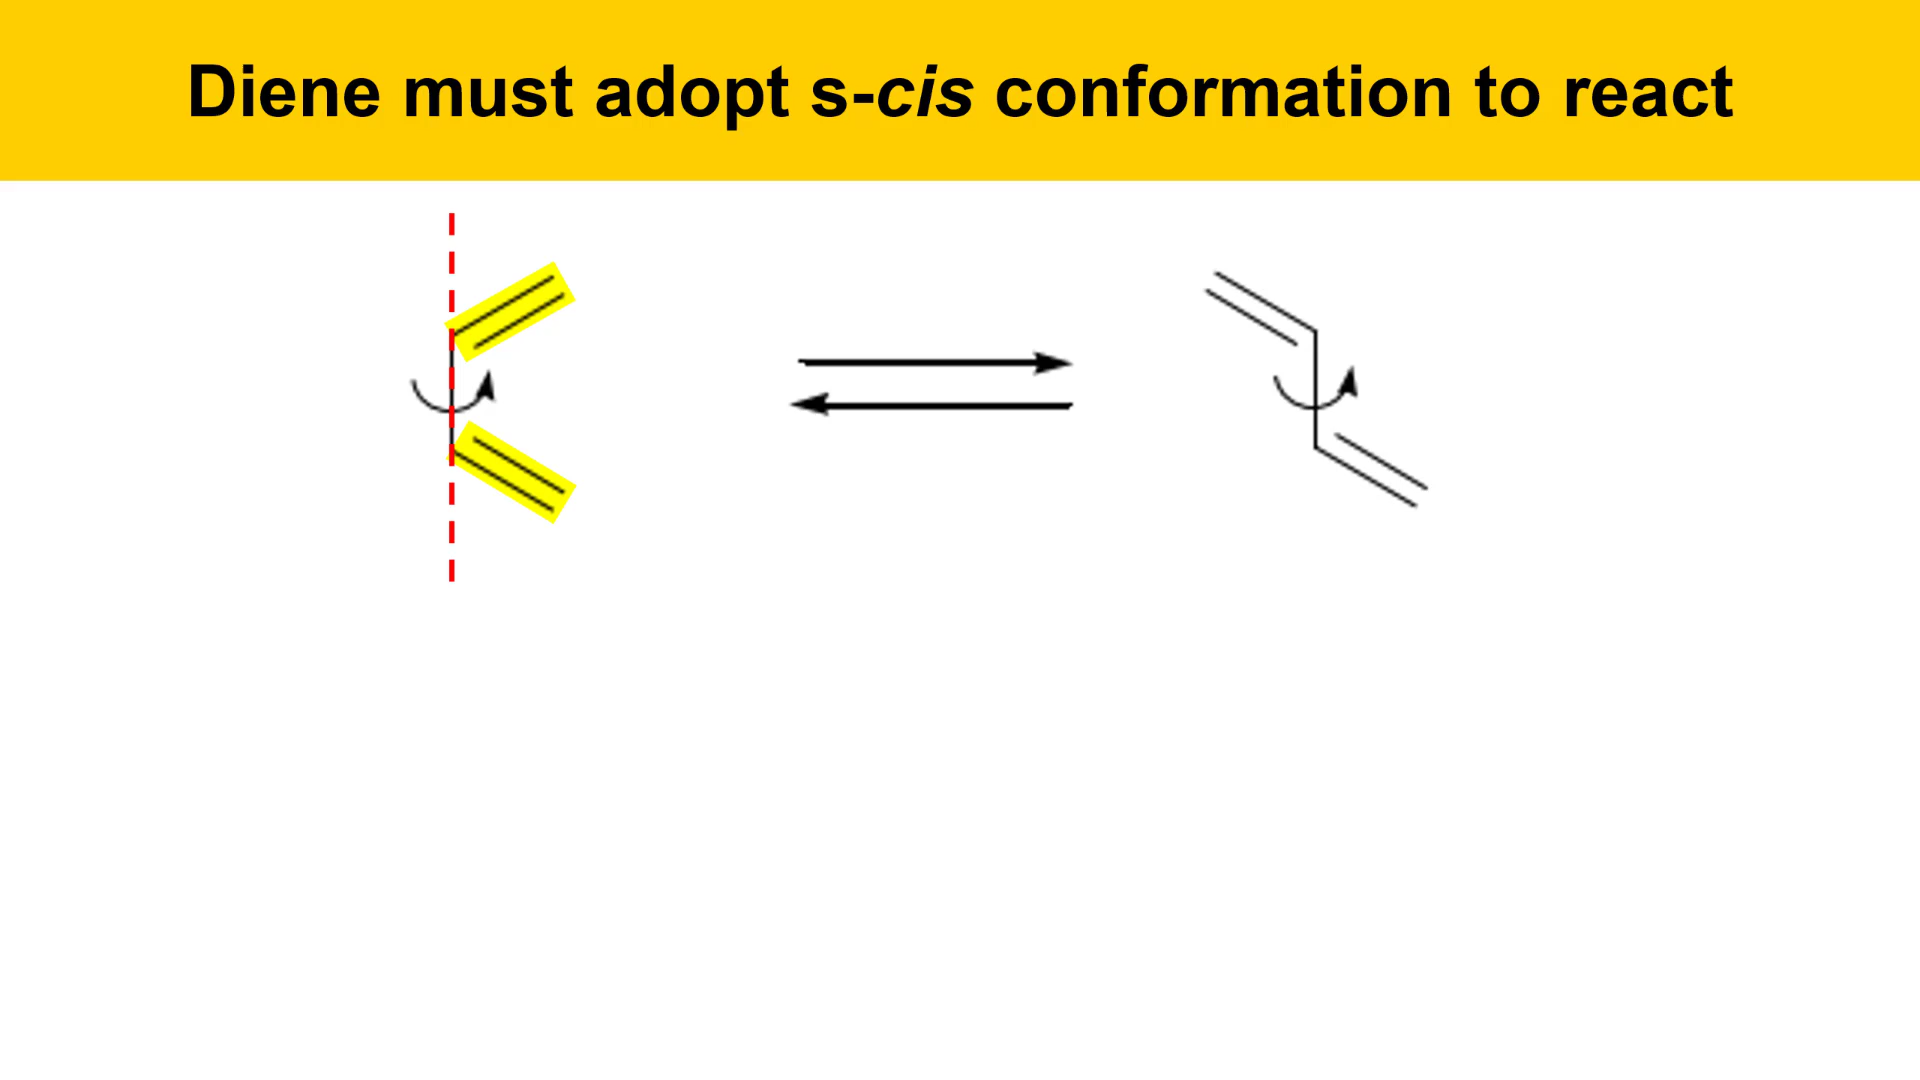 Diene must adopt s-cis conformation to react